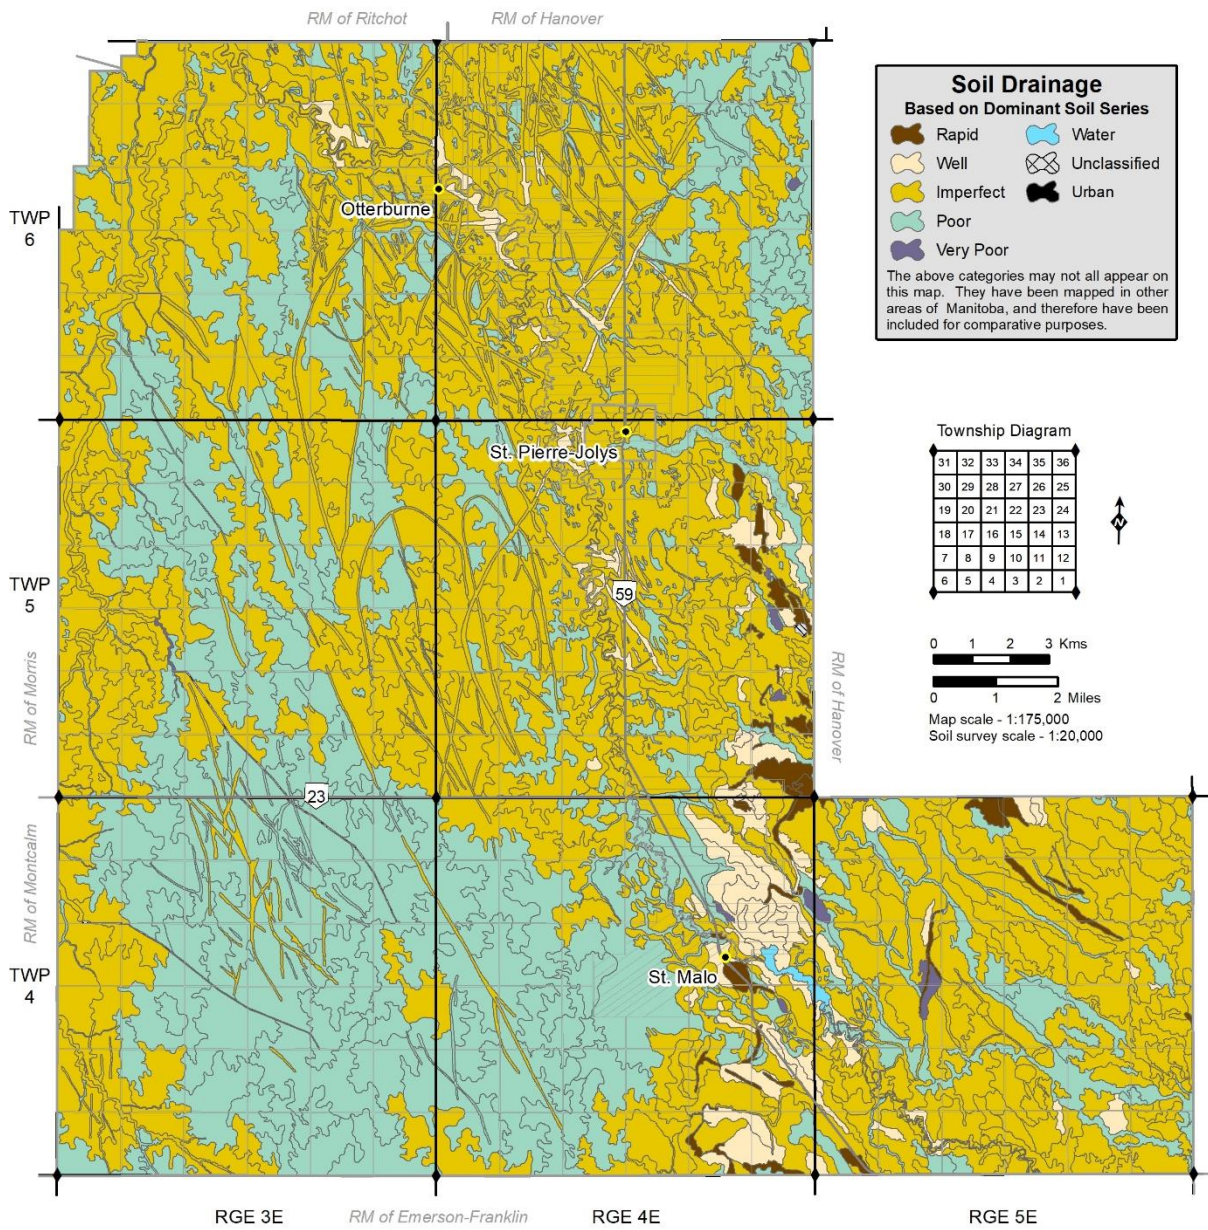 RM of Ritchot
RM of Hanover
Soil Drainage
Based on Dominant Soil Series
Rapid
Water
Well
Unclassified
Imperfect
Urban
Poor
Very Poor
The above categories may not all appear on
this map. They have been mapped in other
areas of Manitoba, and therefore have been
included for comparative purposes.
TWP
6
Otterburne
St. Pierre-Jolys
Township Diagram
31 32 33 34 35 36
30 29 28 27 26 25
19 20 21 22 23 24
18 17 16 15 14 13
7 8 9 10 11 12
6 5 4 3 2 1
N
TWP
5
59
0 1 2 3 Kms
0 1 2 Miles
Map scale - 1:175,000
Soil survey scale - 1:20,000
RM of Morris
RM of Hanover
23
RM of Montcalm
TWP
4
St. Malo
RGE 3E
RM of Emerson-Franklin
RGE 4E
RGE 5E